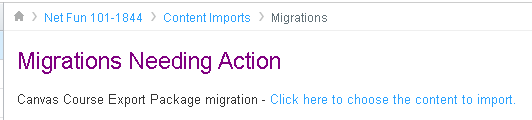 Net Fun 101-1844 > Content Imports > Migrations
Migrations Needing Action
Canvas Course Export Package migration - Click here to choose the content to import.